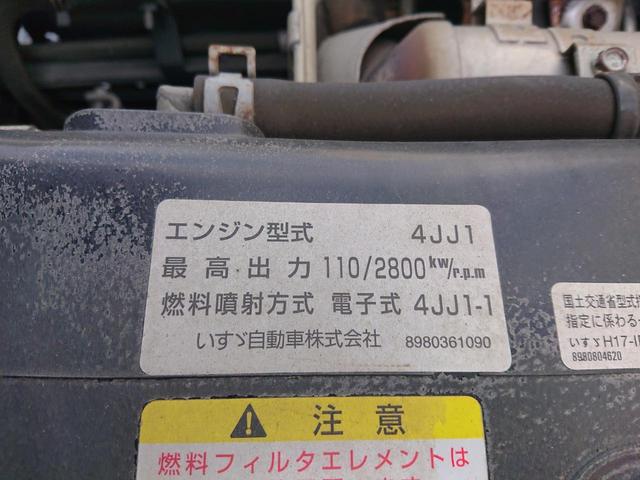 エンジン型式 4JJ1
最高出力 110/2800kw/r.p.m
燃料噴射方式 電子式 4JJ1-1
いすゞ自動車株式会社 8980361090
国土交通省型式
指定に係わる
いすゞH17-
8980804620
注意
燃料フィルタエレメントは